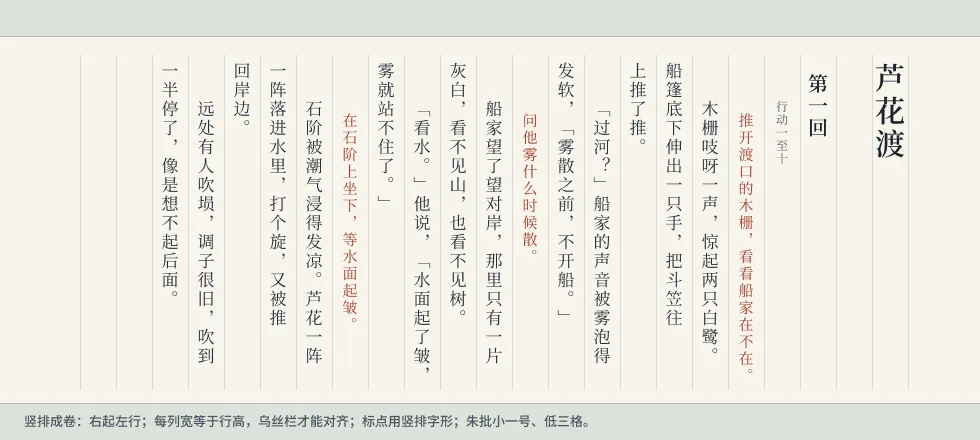 芦花渡
第一回
行动一至十
推开渡口的木栅，看看船家在不在。
木栅吱呀一声，惊起两只白鹭。
船篷底下伸出一只手，把斗笠往
上推了推。
「过河？」船家的声音被雾泡得
发软，「雾散之前，不开船。」
问他雾什么时候散。
船家望了望对岸，那里只有一片
灰白，看不见山，也看不见树。
「看水。」他说，「水面起了皱，
雾就站不住了。」
在石阶上坐下，等水面起皱。
石阶被潮气浸得发凉。芦花一阵
一阵落进水里，打个旋，又被推
回岸边。
远处有人吹埙，调子很旧，吹到
一半停了，像是想不起后面。
竖排成卷：右起左行；每列宽等于行高，乌丝栏才能对齐；标点用竖排字形；朱批小一号、低三格。